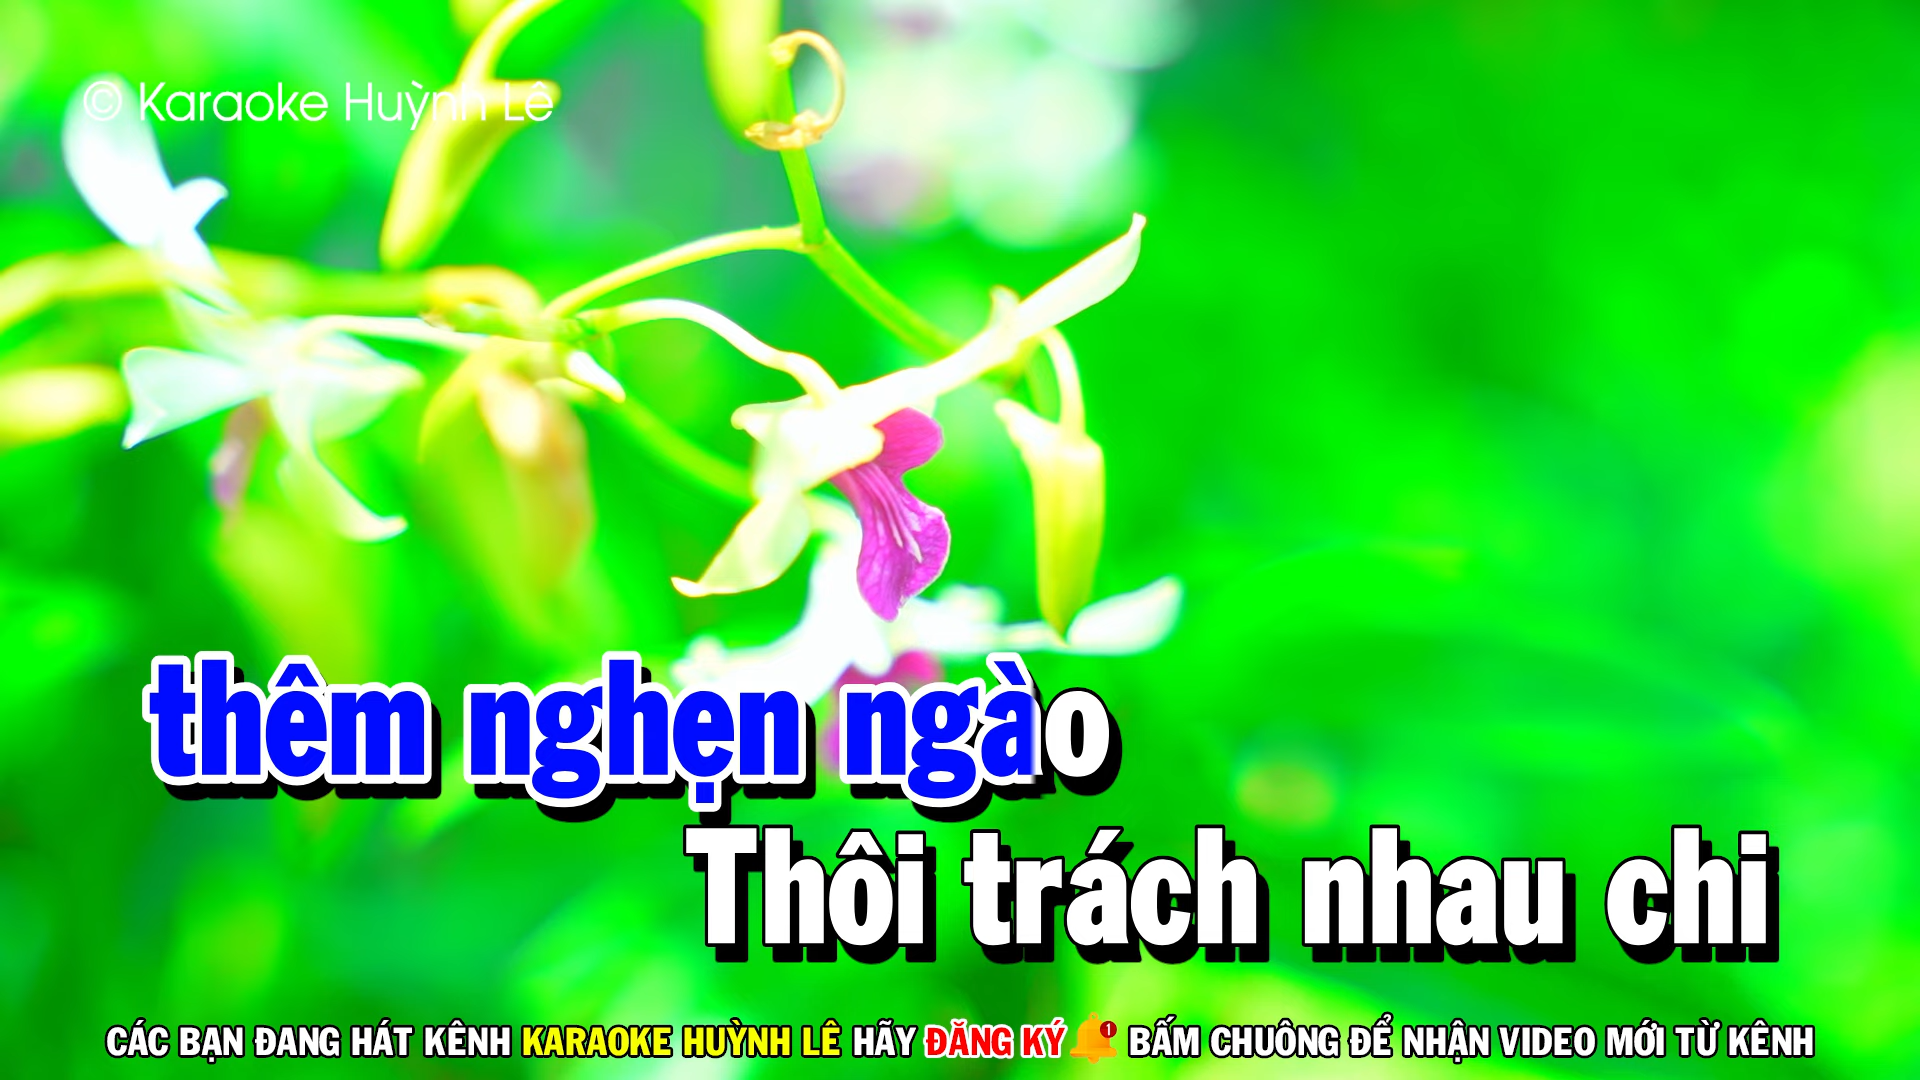 © Karaoke Huỳnh Lê
thêm nghẹn ngào
Thôi trách nhau chi
CÁC BẠN ĐANG HÁT KÊNH KARAOKE HUỲNH LÊ HÃY ĐĂNG KÝ 1 BẤM CHUÔNG ĐỂ NHẬN VIDEO MỚI TỪ KÊNH